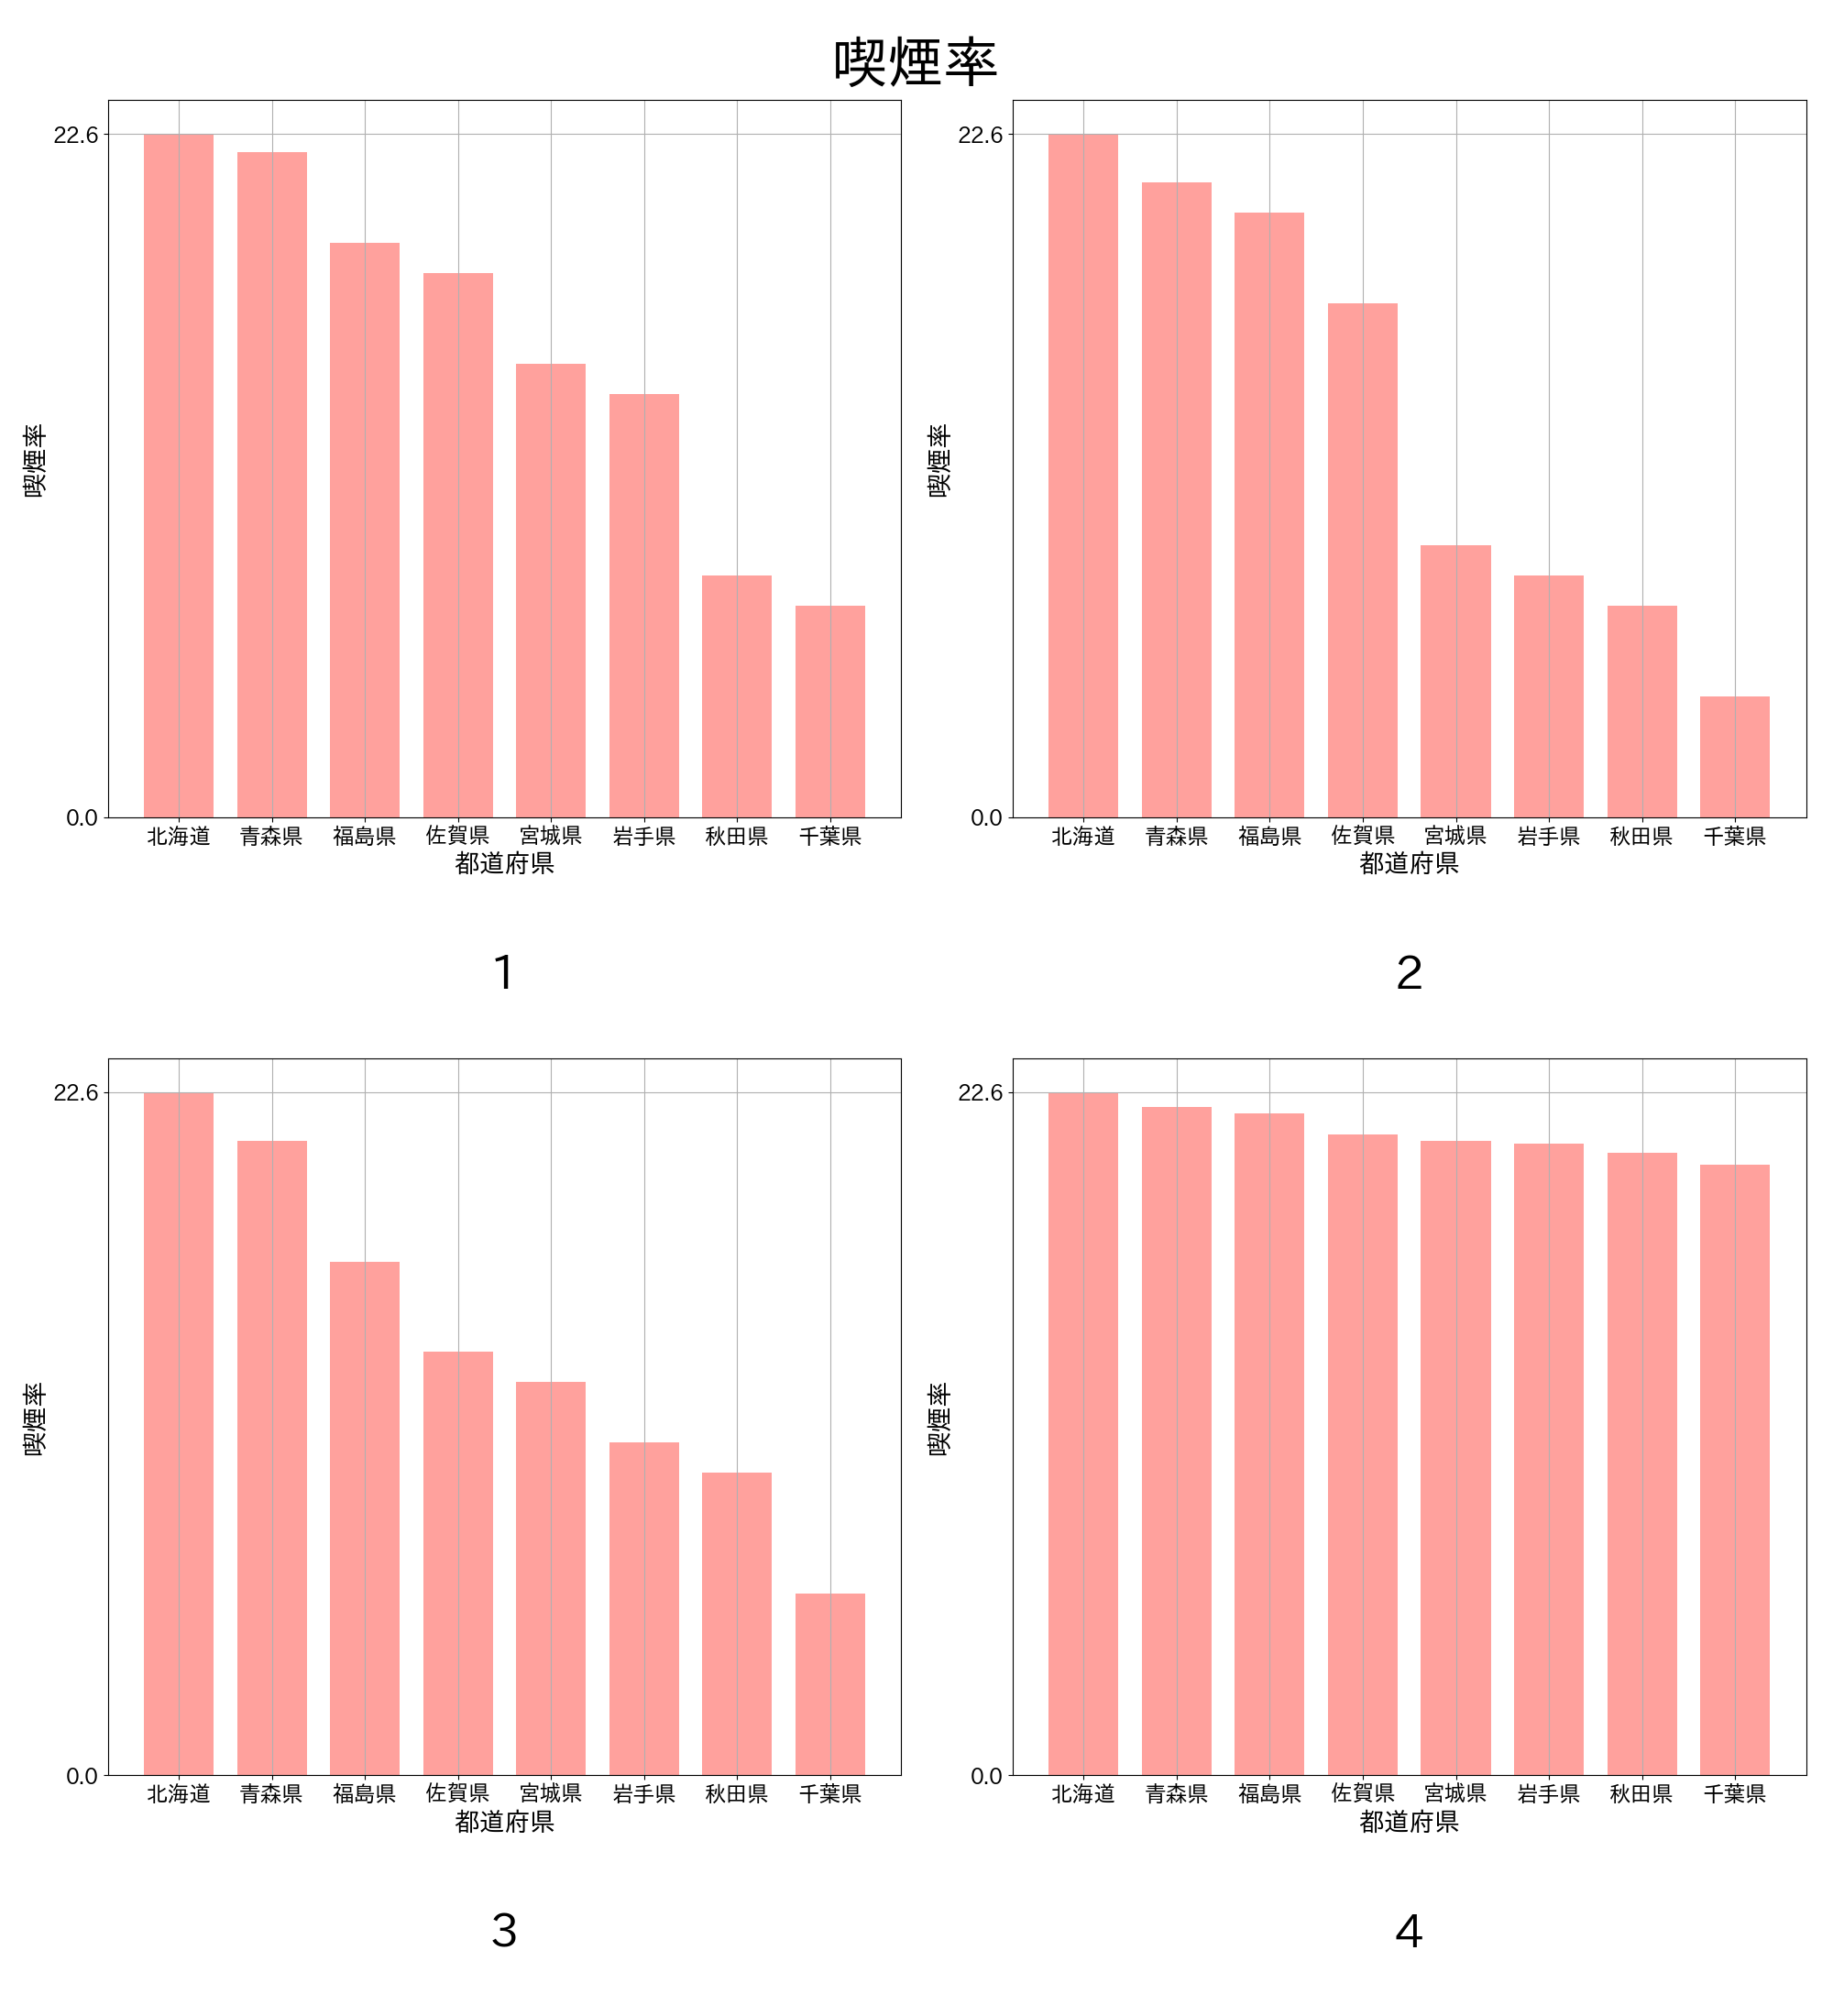 喫煙率
22.6
0.0
喫煙率
北海道 青森県 福島県 佐賀県 宮城県 岩手県 秋田県 千葉県
都道府県
1
22.6
0.0
喫煙率
北海道 青森県 福島県 佐賀県 宮城県 岩手県 秋田県 千葉県
都道府県
2
22.6
0.0
喫煙率
北海道 青森県 福島県 佐賀県 宮城県 岩手県 秋田県 千葉県
都道府県
3
22.6
0.0
喫煙率
北海道 青森県 福島県 佐賀県 宮城県 岩手県 秋田県 千葉県
都道府県
4